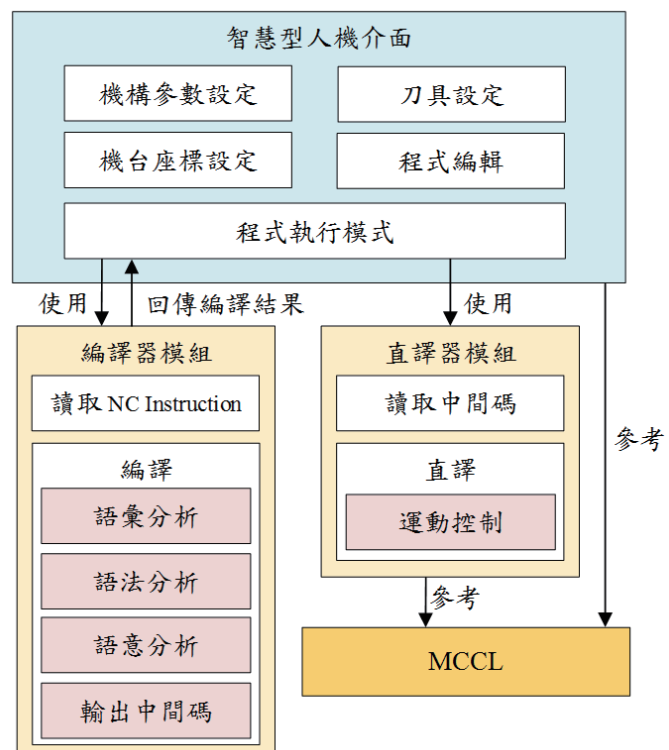 智慧型人機介面
機構參數設定
刀具設定
機台座標設定
程式編輯
程式執行模式
使用
回傳編譯結果
使用
參考
編譯器模組
讀取 NC Instruction
編譯
語彙分析
語法分析
語意分析
輸出中間碼
直譯器模組
讀取中間碼
直譯
運動控制
參考
MCCL